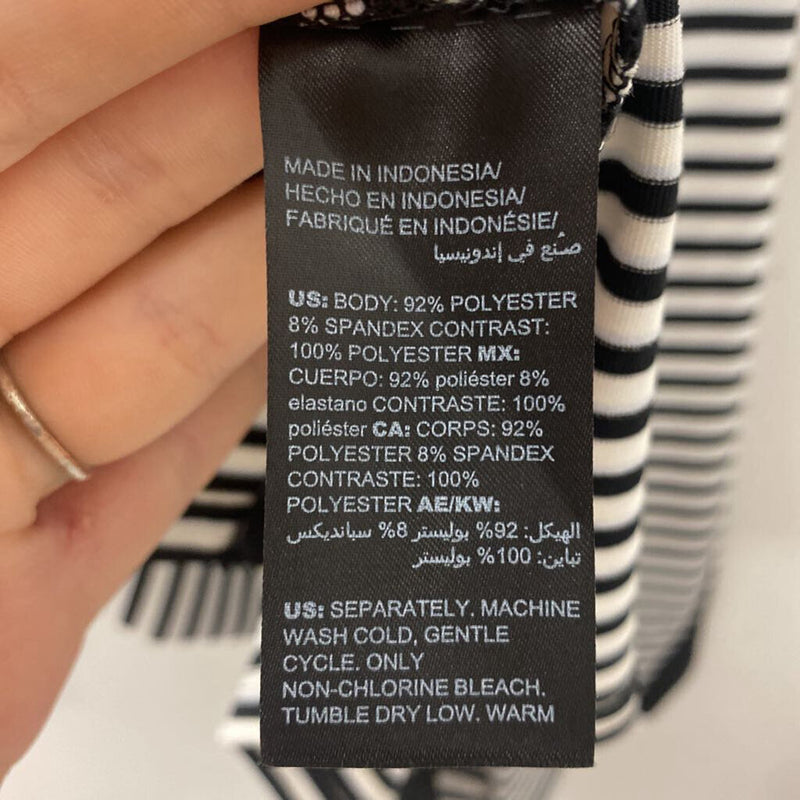 MADE IN INDONESIA/
HECHO EN INDONESIA/
FABRIQUÉ EN INDONÉSIE/
صُنع في إندونيسيا
US: BODY: 92% POLYESTER
8% SPANDEX CONTRAST:
100% POLYESTER MX:
CUERPO: 92% poliéster 8%
elastano CONTRASTE: 100%
poliéster CA: CORPS: 92%
POLYESTER 8% SPANDEX
CONTRASTE: 100%
POLYESTER AE/KW:
الهيكل: 92% بوليستر 8% سبانديكس
تباين: 100% بوليستر
US: SEPARATELY. MACHINE
WASH COLD, GENTLE
CYCLE. ONLY
NON-CHLORINE BLEACH.
TUMBLE DRY LOW. WARM